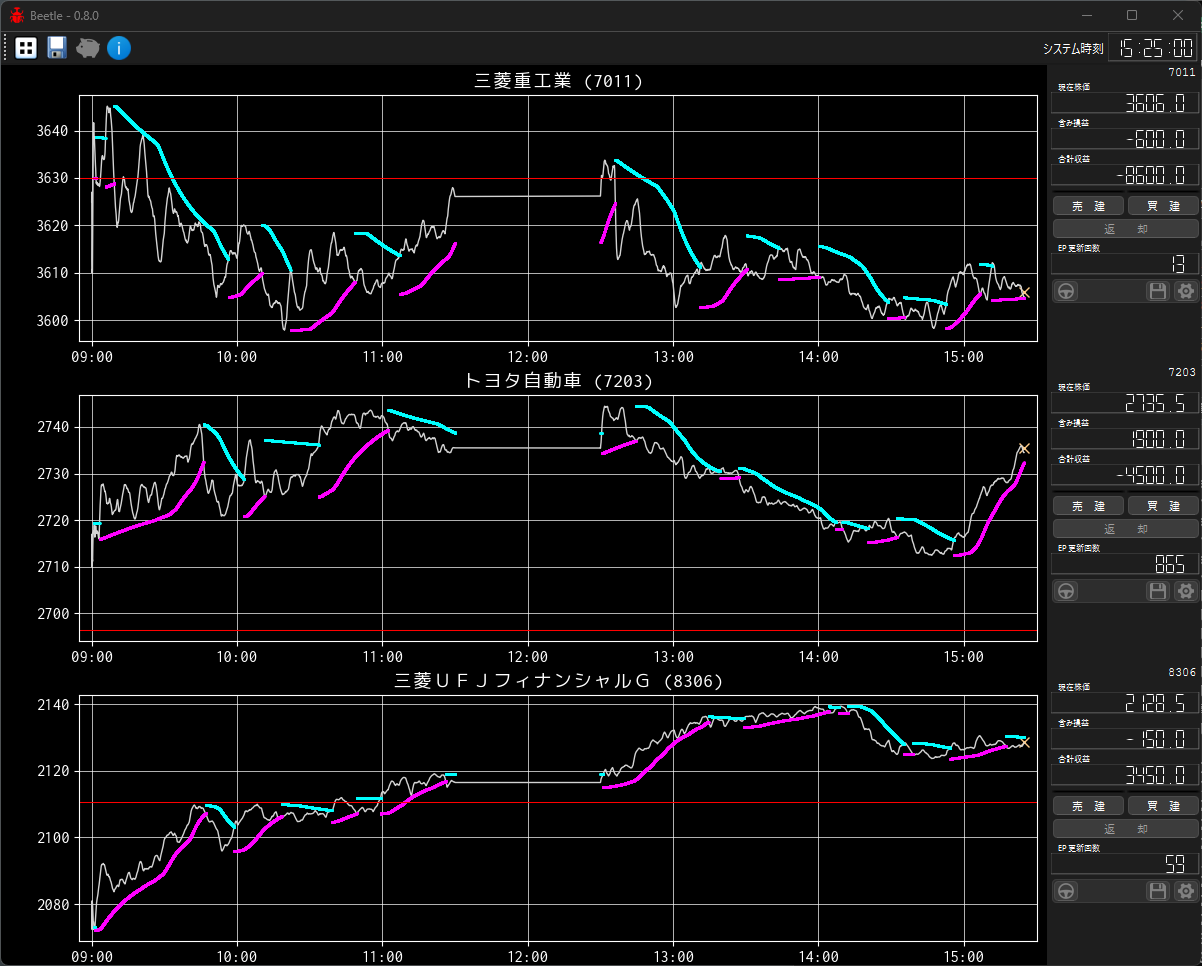 Beetle - 0.8.0
システム時刻 15:25:00
三菱重工業 (7011)
3640
3630
3620
3610
3600
09:00 10:00 11:00 12:00 13:00 14:00 15:00
7011
現在株価
3606.0
含み損益
-600.0
合計収益
-8600.0
売 建 買 建
返 却
EP 更新回数
13
トヨタ自動車 (7203)
2740
2730
2720
2710
2700
09:00 10:00 11:00 12:00 13:00 14:00 15:00
7203
現在株価
2735.5
含み損益
1900.0
合計収益
-4500.0
売 建 買 建
返 却
EP 更新回数
865
三菱ＵＦＪフィナンシャルＧ (8306)
2140
2120
2100
2080
09:00 10:00 11:00 12:00 13:00 14:00 15:00
8306
現在株価
2128.5
含み損益
-150.0
合計収益
3450.0
売 建 買 建
返 却
EP 更新回数
59